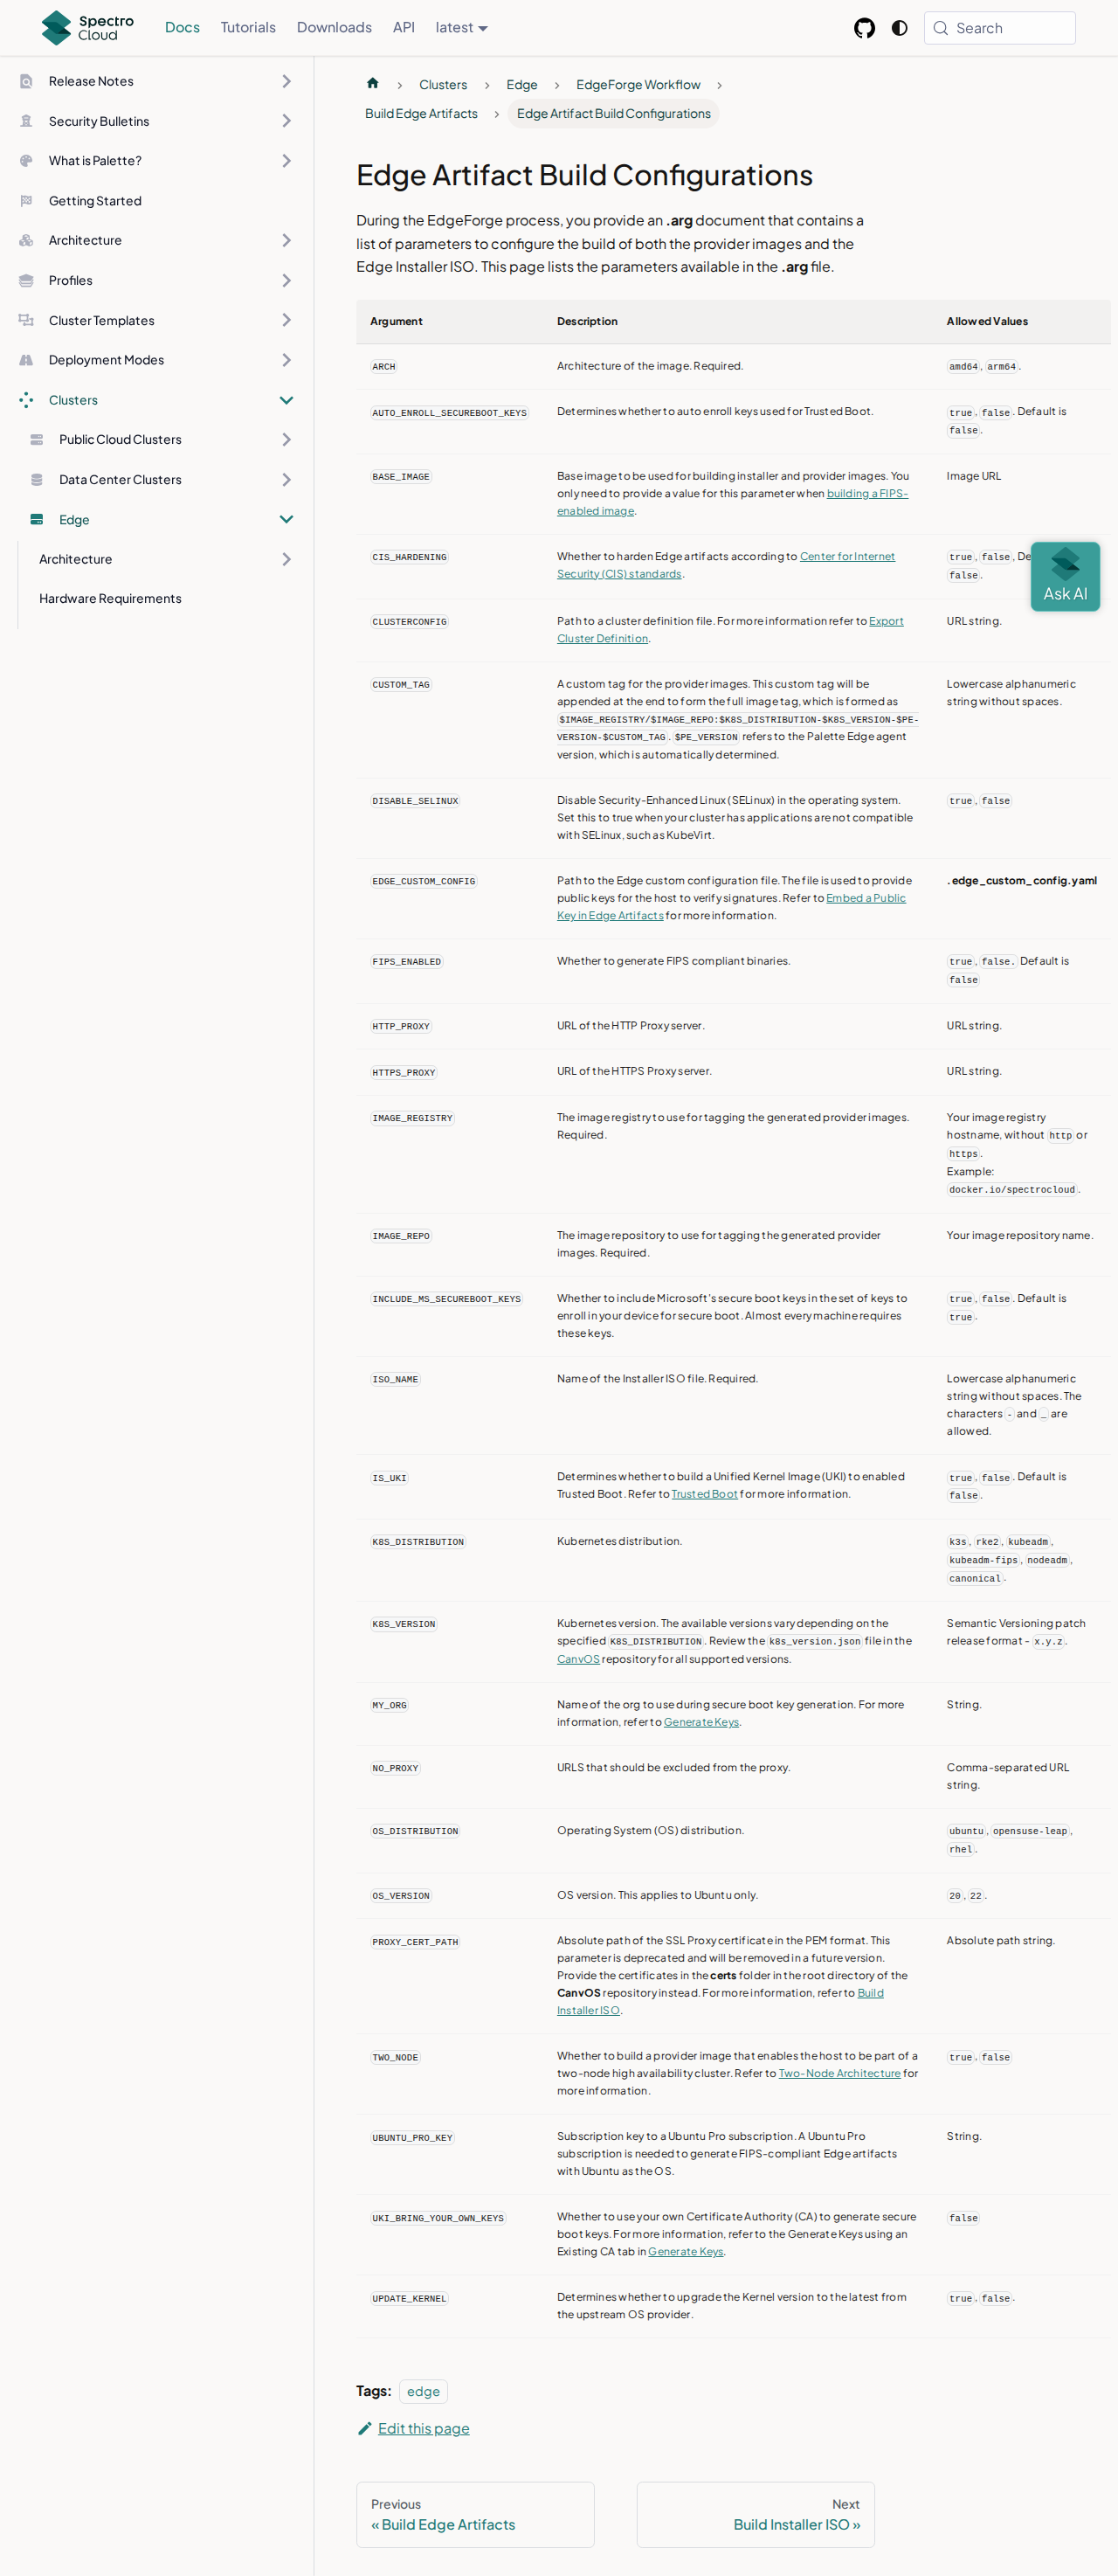 Spectro Cloud
Docs
Tutorials
Downloads
API
latest
Search
Release Notes
Security Bulletins
What is Palette?
Getting Started
Architecture
Profiles
Cluster Templates
Deployment Modes
Clusters
Public Cloud Clusters
Data Center Clusters
Edge
Architecture
Hardware Requirements
Clusters
Edge
EdgeForge Workflow
Build Edge Artifacts
Edge Artifact Build Configurations
Edge Artifact Build Configurations
During the EdgeForge process, you provide an .arg document that contains a
list of parameters to configure the build of both the provider images and the
Edge Installer ISO. This page lists the parameters available in the .arg file.
Argument Description Allowed Values
ARCH Architecture of the image. Required. amd64, arm64.
AUTO_ENROLL_SECUREBOOT_KEYS Determines whether to auto enroll keys used for Trusted Boot. true, false. Default is
false.
BASE_IMAGE Base image to be used for building installer and provider images. You Image URL
only need to provide a value for this parameter when building a FIPS-
enabled image.
CIS_HARDENING Whether to harden Edge artifacts according to Center for Internet true, false, De
Security (CIS) standards. false.
Ask AI
CLUSTERCONFIG Path to a cluster definition file. For more information refer to Export URL string.
Cluster Definition.
CUSTOM_TAG A custom tag for the provider images. This custom tag will be Lowercase alphanumeric
appended at the end to form the full image tag, which is formed as string without spaces.
$IMAGE_REGISTRY/$IMAGE_REPO:$K8S_DISTRIBUTION-$K8S_VERSION-$PE-
VERSION-$CUSTOM_TAG. $PE_VERSION refers to the Palette Edge agent
version, which is automatically determined.
DISABLE_SELINUX Disable Security-Enhanced Linux (SELinux) in the operating system. true, false
Set this to true when your cluster has applications are not compatible
with SELinux, such as KubeVirt.
EDGE_CUSTOM_CONFIG Path to the Edge custom configuration file. The file is used to provide .edge_custom_config.yaml
public keys for the host to verify signatures. Refer to Embed a Public
Key in Edge Artifacts for more information.
FIPS_ENABLED Whether to generate FIPS compliant binaries. true, false. Default is
false
HTTP_PROXY URL of the HTTP Proxy server. URL string.
HTTPS_PROXY URL of the HTTPS Proxy server. URL string.
IMAGE_REGISTRY The image registry to use for tagging the generated provider images. Your image registry
Required. hostname, without http or
https.
Example:
docker.io/spectrocloud.
IMAGE_REPO The image repository to use for tagging the generated provider Your image repository name.
images. Required.
INCLUDE_MS_SECUREBOOT_KEYS Whether to include Microsoft's secure boot keys in the set of keys to true, false. Default is
enroll in your device for secure boot. Almost every machine requires true.
these keys.
ISO_NAME Name of the Installer ISO file. Required. Lowercase alphanumeric
string without spaces. The
characters - and _ are
allowed.
IS_UKI Determines whether to build a Unified Kernel Image (UKI) to enabled true, false. Default is
Trusted Boot. Refer to Trusted Boot for more information. false.
K8S_DISTRIBUTION Kubernetes distribution. k3s, rke2, kubeadm,
kubeadm-fips, nodeadm,
canonical.
K8S_VERSION Kubernetes version. The available versions vary depending on the Semantic Versioning patch
specified K8S_DISTRIBUTION. Review the k8s_version.json file in the release format - x.y.z.
CanvOS repository for all supported versions.
MY_ORG Name of the org to use during secure boot key generation. For more String.
information, refer to Generate Keys.
NO_PROXY URLS that should be excluded from the proxy. Comma-separated URL
string.
OS_DISTRIBUTION Operating System (OS) distribution. ubuntu, opensuse-leap,
rhel.
OS_VERSION OS version. This applies to Ubuntu only. 20, 22.
PROXY_CERT_PATH Absolute path of the SSL Proxy certificate in the PEM format. This Absolute path string.
parameter is deprecated and will be removed in a future version.
Provide the certificates in the certs folder in the root directory of the
CanvOS repository instead. For more information, refer to Build
Installer ISO.
TWO_NODE Whether to build a provider image that enables the host to be part of a true, false
two-node high availability cluster. Refer to Two-Node Architecture for
more information.
UBUNTU_PRO_KEY Subscription key to a Ubuntu Pro subscription. A Ubuntu Pro String.
subscription is needed to generate FIPS-compliant Edge artifacts
with Ubuntu as the OS.
UKI_BRING_YOUR_OWN_KEYS Whether to use your own Certificate Authority (CA) to generate secure false
boot keys. For more information, refer to the Generate Keys using an
Existing CA tab in Generate Keys.
UPDATE_KERNEL Determines whether to upgrade the Kernel version to the latest from true, false.
the upstream OS provider.
Tags: edge
Edit this page
Previous
« Build Edge Artifacts
Next
Build Installer ISO »